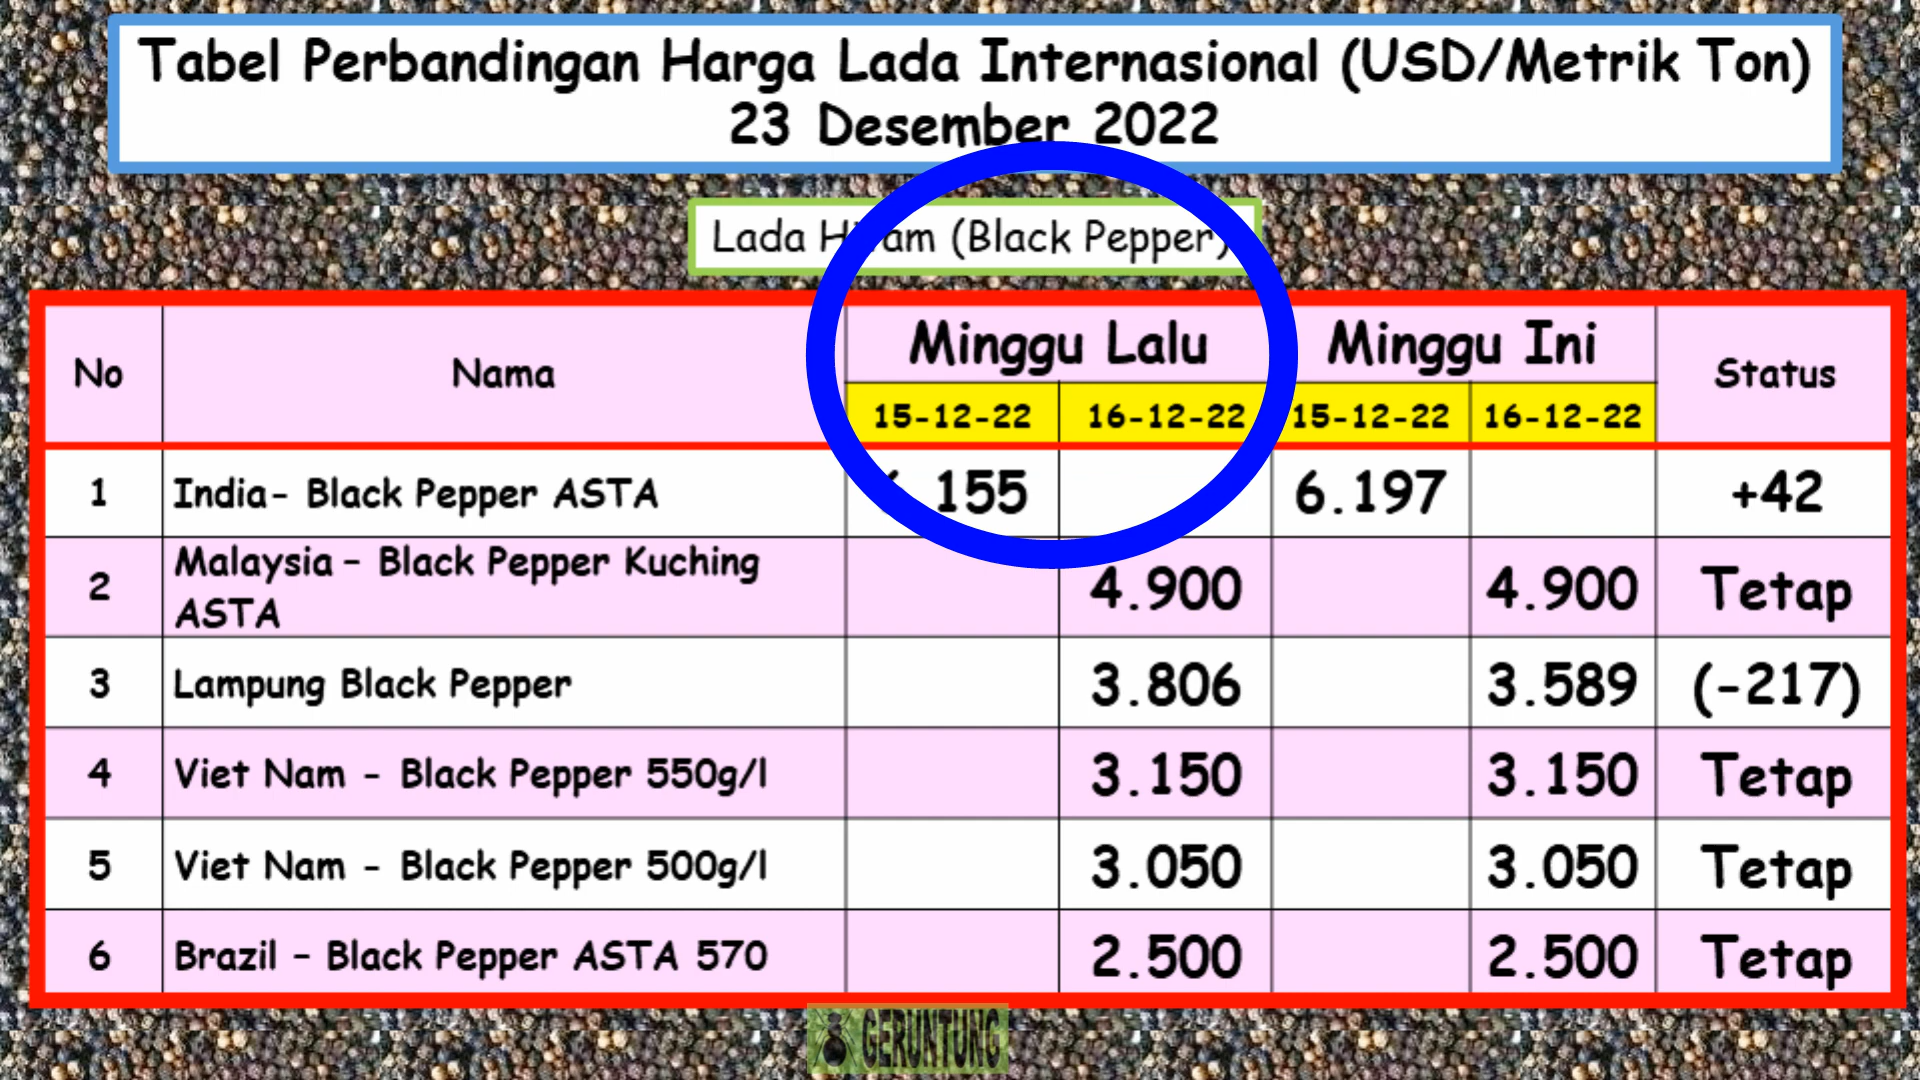 Tabel Perbandingan Harga Lada Internasional (USD/Metrik Ton)
23 Desember 2022
Lada (Black Pepper)
No Nama Minggu Lalu Minggu Ini Status
15-12-22 16-12-22 15-12-22 16-12-22
1 India- Black Pepper ASTA 6.197 +42
2 Malaysia - Black Pepper Kuching
ASTA 4.900 4.900 Tetap
3 Lampung Black Pepper 3.806 3.589 (-217)
4 Viet Nam - Black Pepper 550g/l 3.150 3.150 Tetap
5 Viet Nam - Black Pepper 500g/l 3.050 3.050 Tetap
6 Brazil - Black Pepper ASTA 570 2.500 2.500 Tetap
GERUNTUNG